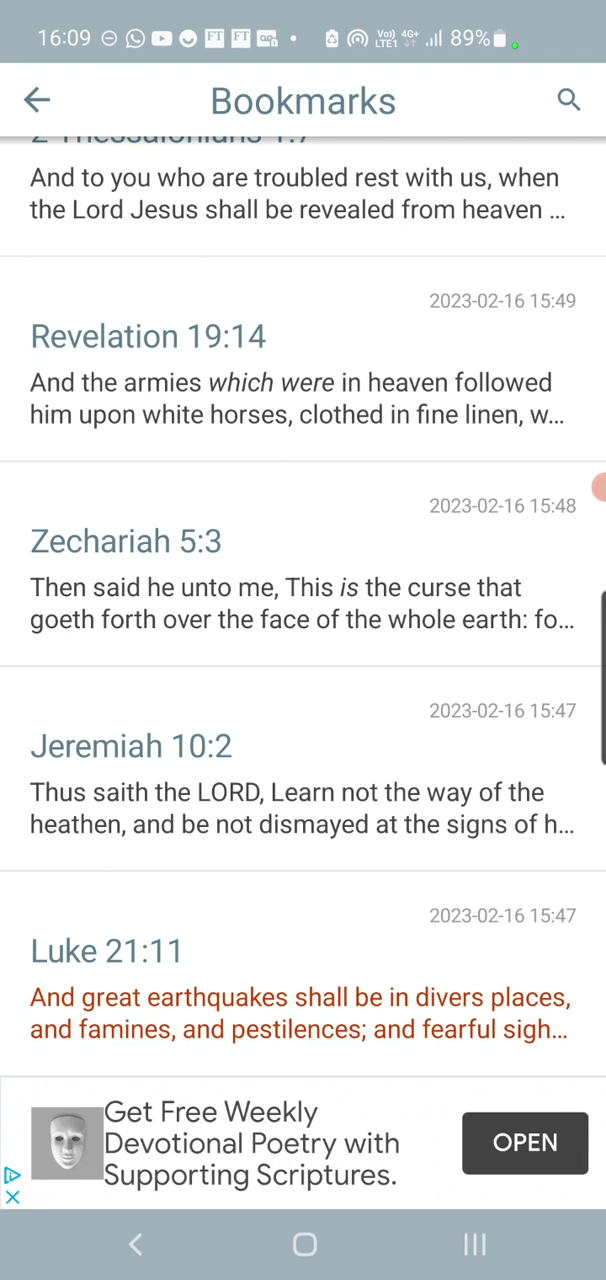 16:09 FT FT Vo)) LTE1 4G+ 89%
Bookmarks
And to you who are troubled rest with us, when
the Lord Jesus shall be revealed from heaven ...
2023-02-16 15:49
Revelation 19:14
And the armies which were in heaven followed
him upon white horses, clothed in fine linen, w...
2023-02-16 15:48
Zechariah 5:3
Then said he unto me, This is the curse that
goeth forth over the face of the whole earth: fo...
2023-02-16 15:47
Jeremiah 10:2
Thus saith the LORD, Learn not the way of the
heathen, and be not dismayed at the signs of h...
2023-02-16 15:47
Luke 21:11
And great earthquakes shall be in divers places,
and famines, and pestilences; and fearful sigh...
Get Free Weekly
Devotional Poetry with
Supporting Scriptures.
OPEN